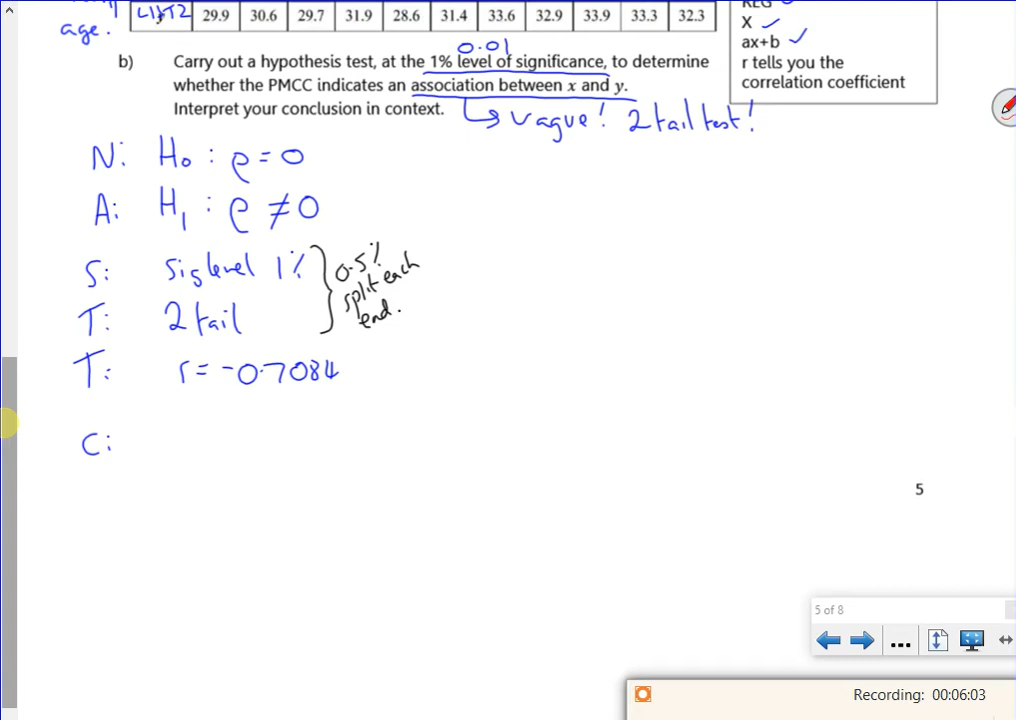 age.
LIST2 29.9 30.6 29.7 31.9 28.6 31.4 33.6 32.9 33.9 33.3 32.3
REG ✓
X ✓
ax+b ✓
r tells you the
correlation coefficient
0.01
b) Carry out a hypothesis test, at the 1% level of significance, to determine
whether the PMCC indicates an association between x and y.
Interpret your conclusion in context.
↳ vague! 2 tail test!
N: H₀ : ρ = 0
A: H₁ : ρ ≠ 0
S: Sig level 1%
T: 2 tail
0.5%
split each
end.
T: r = -0.7084
C:
5
5 of 8
...
Recording: 00:06:03